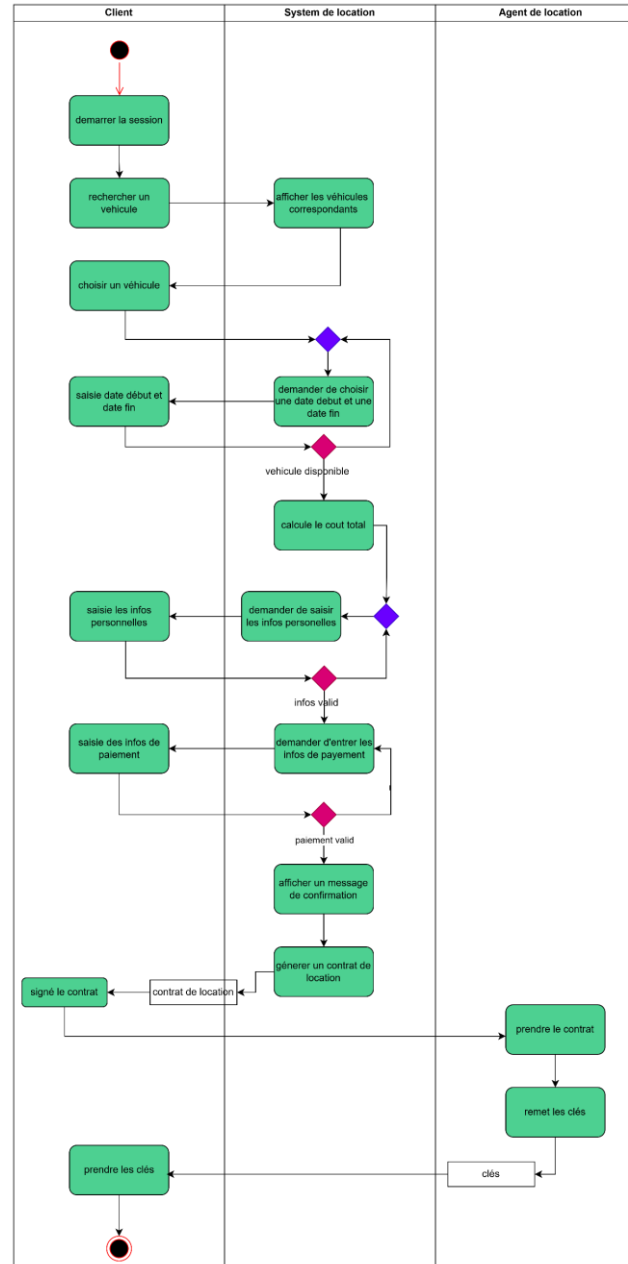 Client
System de location
Agent de location
demarrer la session
rechercher un
vehicule
afficher les véhicules
correspondants
choisir un véhicule
saisie date début et
date fin
demander de choisir
une date debut et une
date fin
vehicule disponible
calcule le cout total
saisie les infos
personnelles
demander de saisir
les infos personelles
infos valid
saisie des infos de
paiement
demander d'entrer les
infos de payement
paiement valid
afficher un message
de confirmation
génerer un contrat de
location
contrat de location
signé le contrat
prendre le contrat
remet les clés
clés
prendre les clés